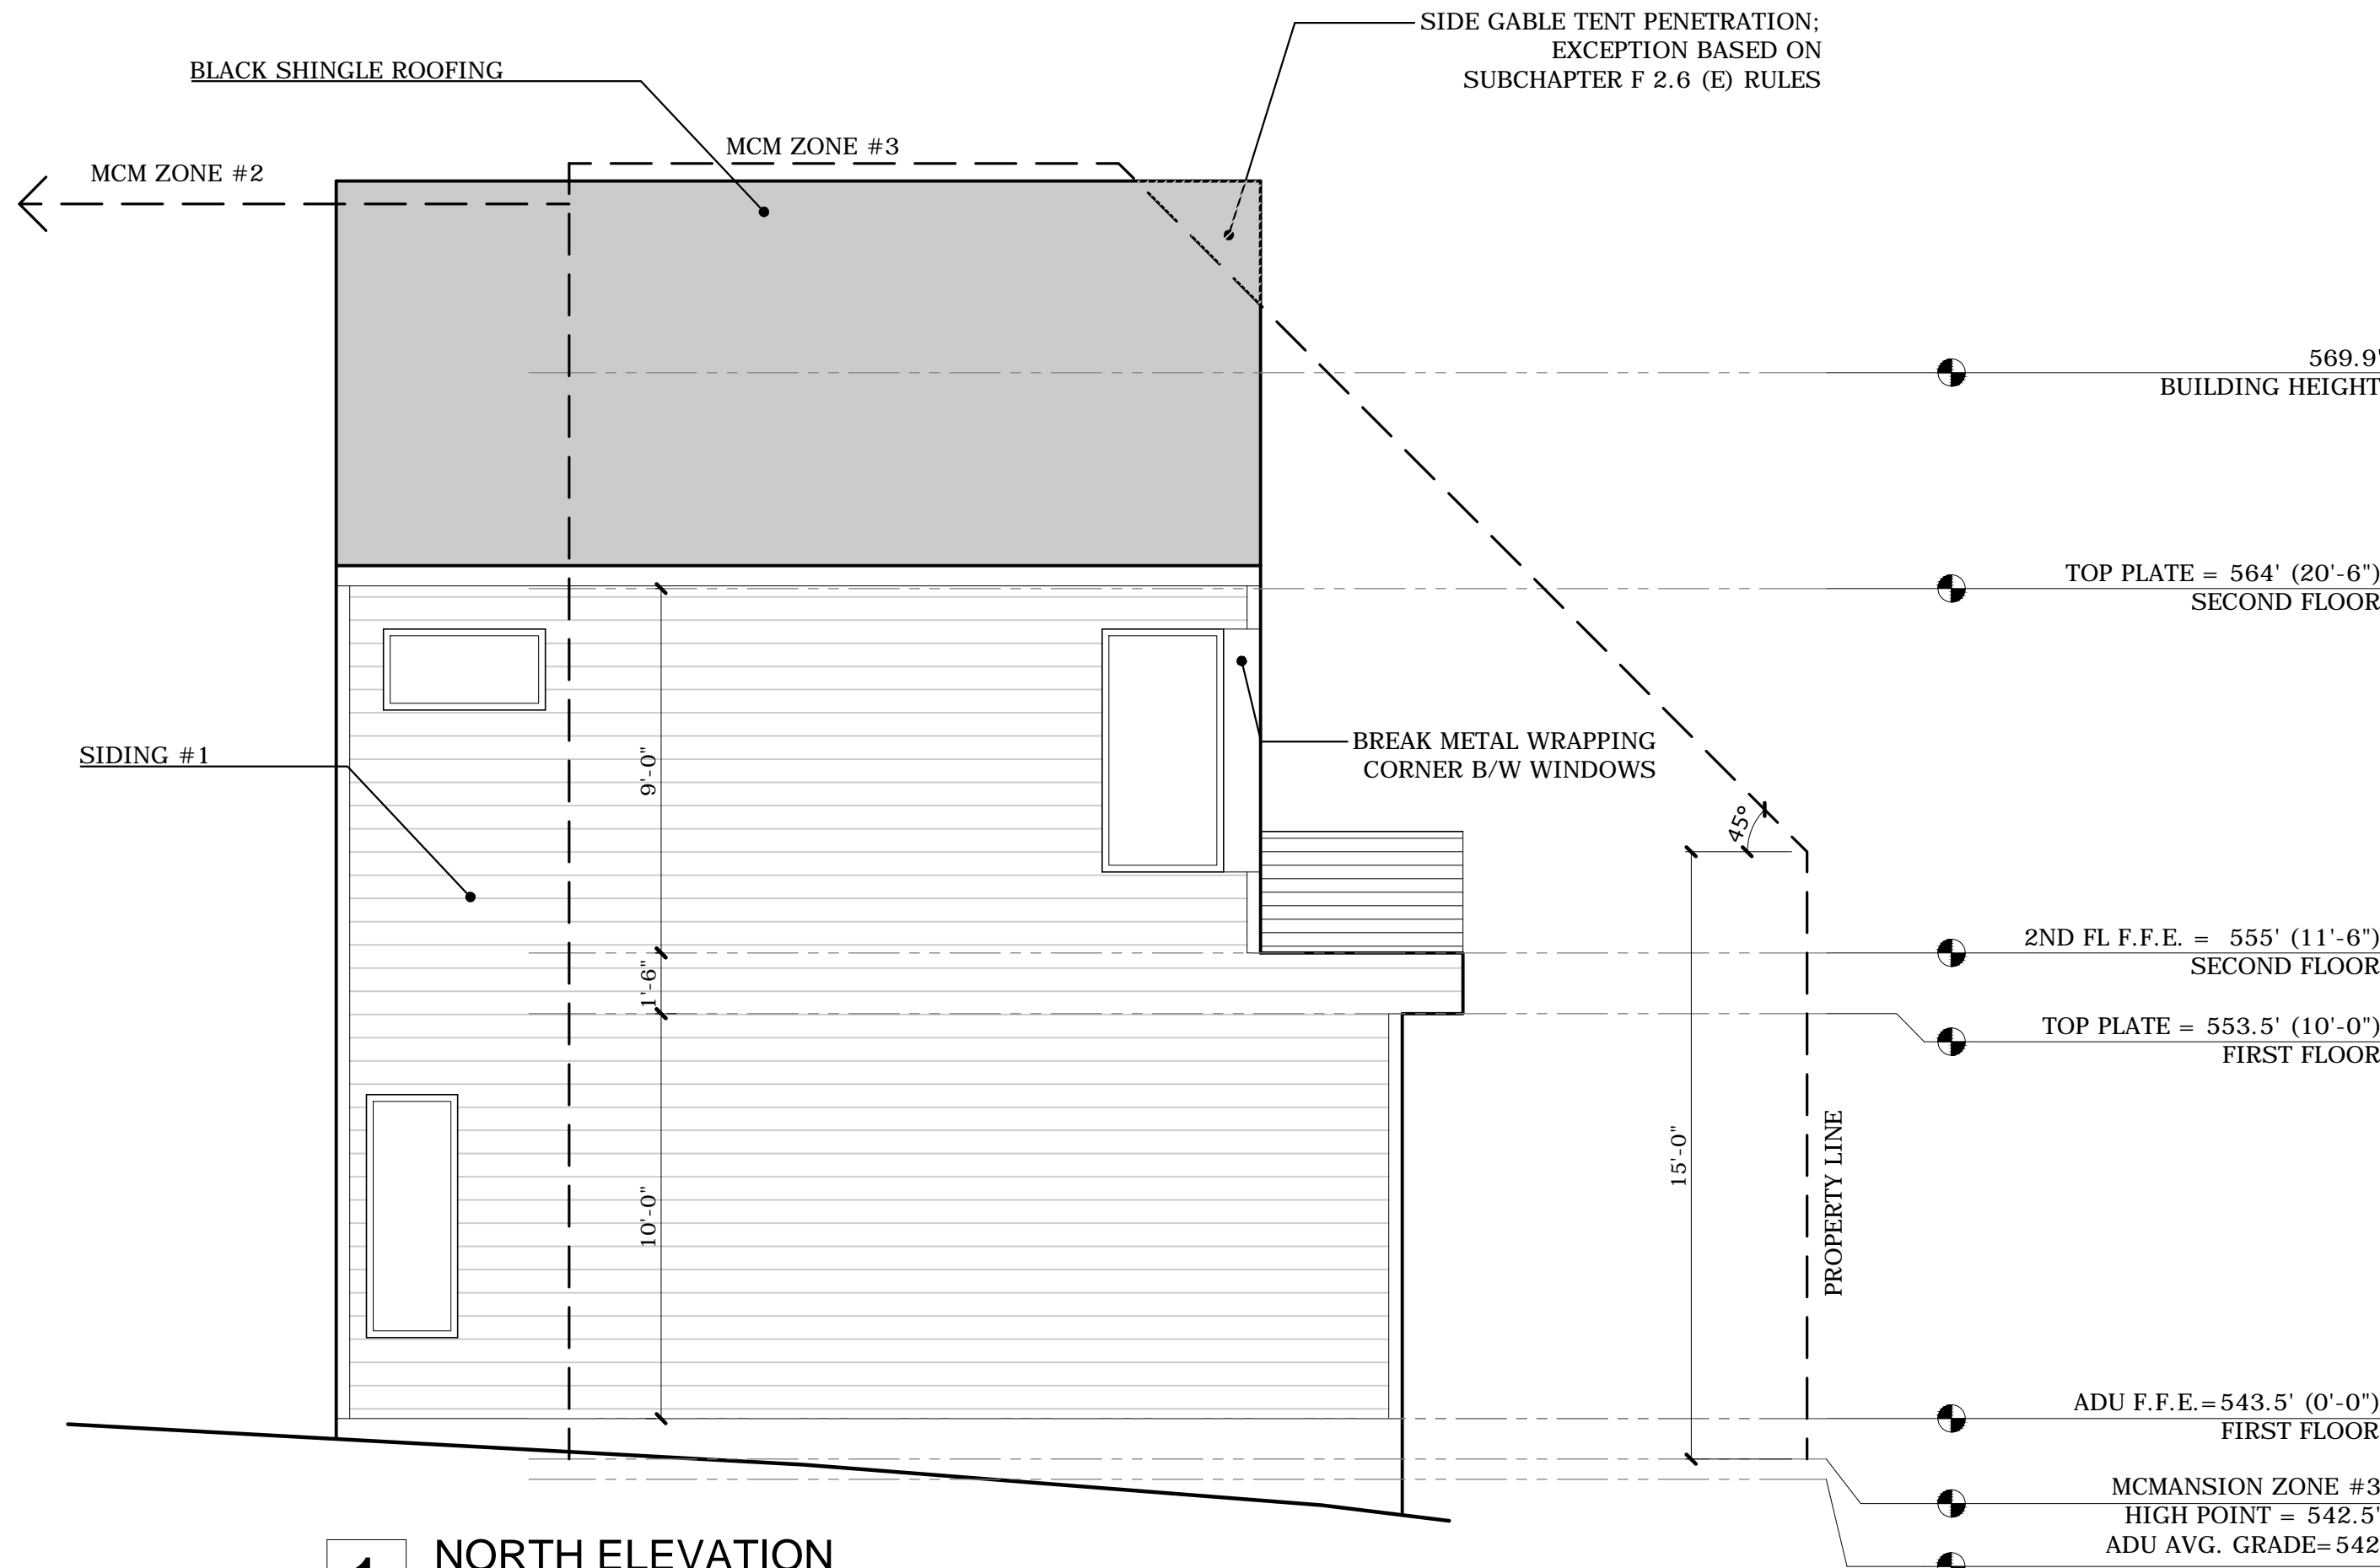 SIDE GABLE TENT PENETRATION;
EXCEPTION BASED ON
SUBCHAPTER F 2.6 (E) RULES
BLACK SHINGLE ROOFING
MCM ZONE #3
MCM ZONE #2
569.9'
BUILDING HEIGHT
TOP PLATE = 564' (20'-6")
SECOND FLOOR
SIDING #1
9'-0"
BREAK METAL WRAPPING
CORNER B/W WINDOWS
45°
2ND FL F.F.E. = 555' (11'-6")
SECOND FLOOR
1'-6"
TOP PLATE = 553.5' (10'-0")
FIRST FLOOR
10'-0"
15'-0"
PROPERTY LINE
ADU F.F.E.=543.5' (0'-0")
FIRST FLOOR
MCMANSION ZONE #3
HIGH POINT = 542.5'
ADU AVG. GRADE=542
NORTH ELEVATION